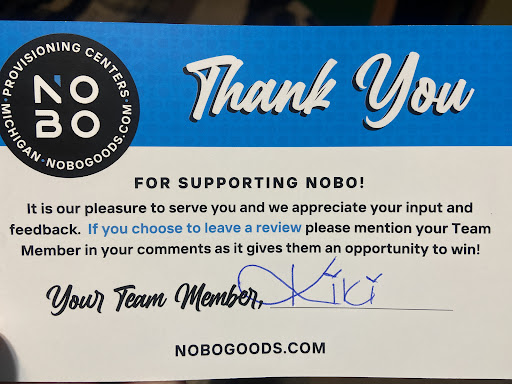 PROVISIONING CENTERS • MICHIGAN • NOBOGOODS.COM •
NO
BO
Thank You
FOR SUPPORTING NOBO!
It is our pleasure to serve you and we appreciate your input and
feedback. If you choose to leave a review please mention your Team
Member in your comments as it gives them an opportunity to win!
Your Team Member, Kiki
NOBOGOODS.COM